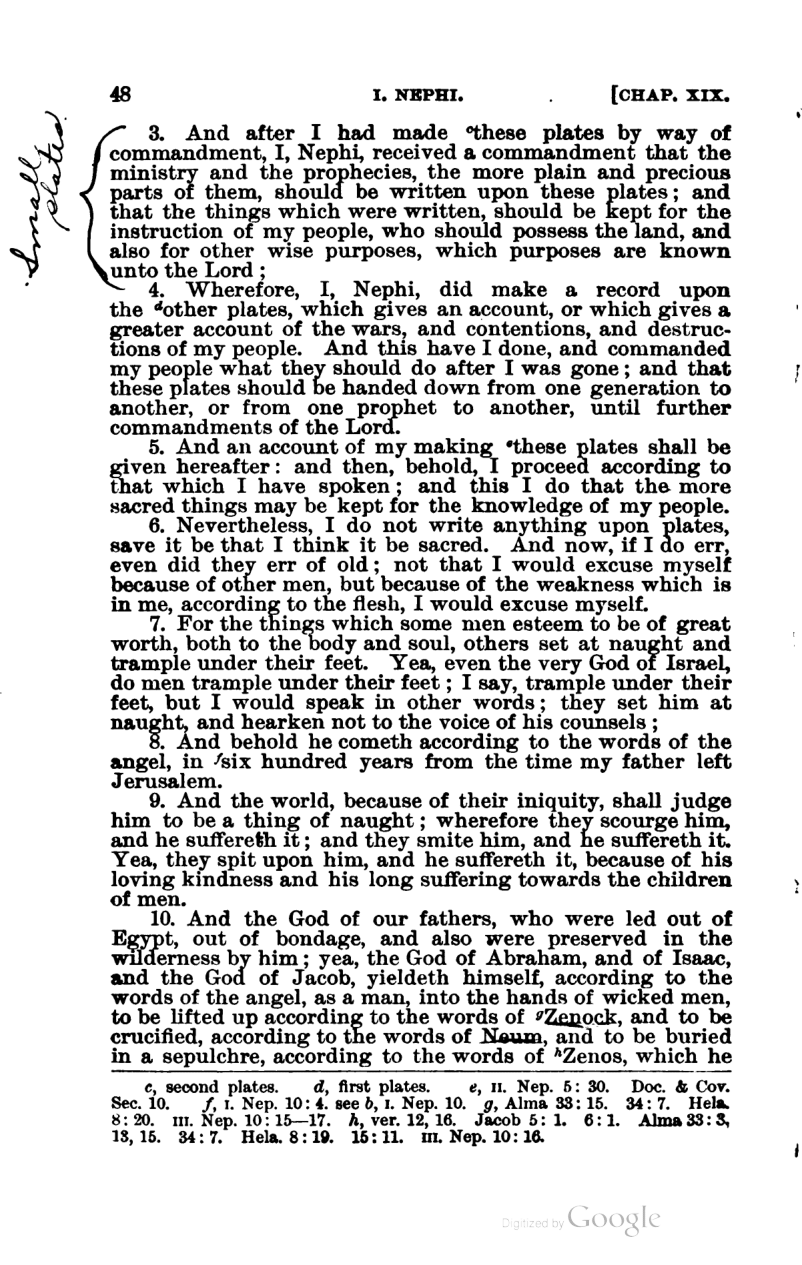 48 I. NEPHI. [CHAP. XIX.
Small
plates
3. And after I had made ᶜthese plates by way of
commandment, I, Nephi, received a commandment that the
ministry and the prophecies, the more plain and precious
parts of them, should be written upon these plates; and
that the things which were written, should be kept for the
instruction of my people, who should possess the land, and
also for other wise purposes, which purposes are known
unto the Lord;
4. Wherefore, I, Nephi, did make a record upon
the ᵈother plates, which gives an account, or which gives a
greater account of the wars, and contentions, and destruc-
tions of my people. And this have I done, and commanded
my people what they should do after I was gone; and that
these plates should be handed down from one generation to
another, or from one prophet to another, until further
commandments of the Lord.
5. And an account of my making ᵉthese plates shall be
given hereafter: and then, behold, I proceed according to
that which I have spoken; and this I do that the more
sacred things may be kept for the knowledge of my people.
6. Nevertheless, I do not write anything upon plates,
save it be that I think it be sacred. And now, if I do err,
even did they err of old; not that I would excuse myself
because of other men, but because of the weakness which is
in me, according to the flesh, I would excuse myself.
7. For the things which some men esteem to be of great
worth, both to the body and soul, others set at naught and
trample under their feet. Yea, even the very God of Israel,
do men trample under their feet; I say, trample under their
feet, but I would speak in other words; they set him at
naught, and hearken not to the voice of his counsels;
8. And behold he cometh according to the words of the
angel, in ᶠsix hundred years from the time my father left
Jerusalem.
9. And the world, because of their iniquity, shall judge
him to be a thing of naught; wherefore they scourge him,
and he suffereth it; and they smite him, and he suffereth it.
Yea, they spit upon him, and he suffereth it, because of his
loving kindness and his long suffering towards the children
of men.
10. And the God of our fathers, who were led out of
Egypt, out of bondage, and also were preserved in the
wilderness by him; yea, the God of Abraham, and of Isaac,
and the God of Jacob, yieldeth himself, according to the
words of the angel, as a man, into the hands of wicked men,
to be lifted up according to the words of ᵍZenock, and to be
crucified, according to the words of Neum, and to be buried
in a sepulchre, according to the words of ʰZenos, which he
c, second plates. d, first plates. e, II. Nep. 5: 30. Doc. & Cov.
Sec. 10. f, I. Nep. 10: 4. see b, I. Nep. 10. g, Alma 33: 15. 34: 7. Hela.
8: 20. III. Nep. 10: 15—17. h, ver. 12, 16. Jacob 5: 1. 6: 1. Alma 33: 3,
13, 15. 34: 7. Hela. 8: 19. 15: 11. III. Nep. 10: 16.
Digitized by Google